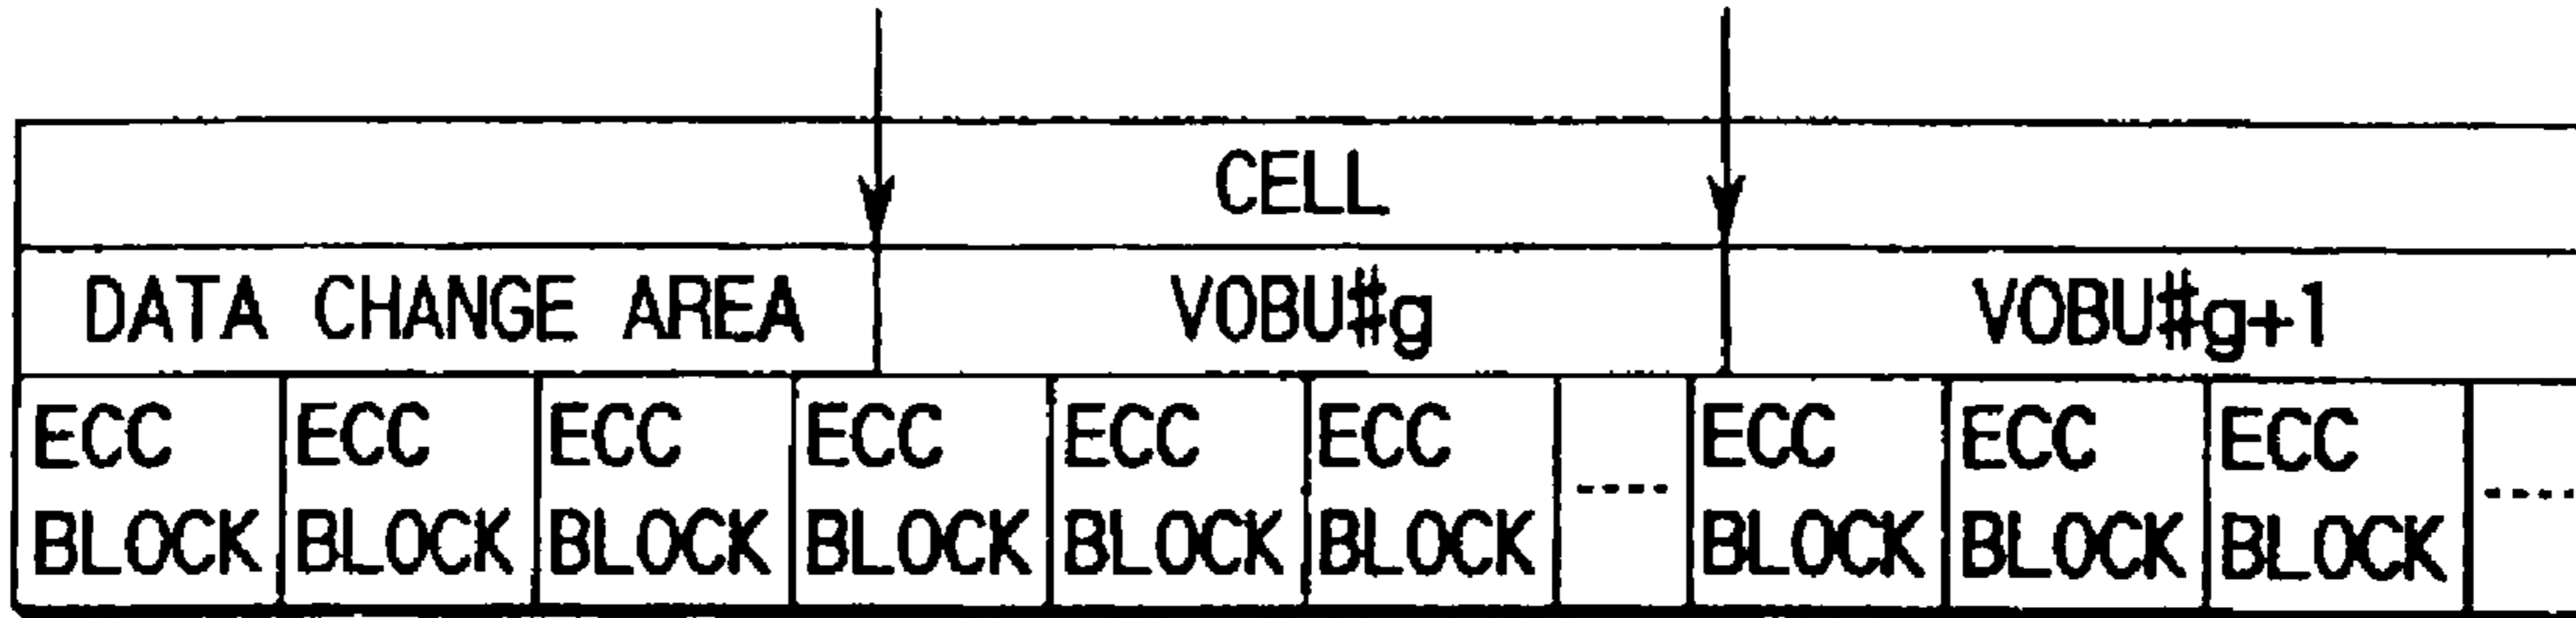 CELL
DATA CHANGE AREA VOBU#g VOBU#g+1
ECC ECC ECC ECC ECC ECC ---- ECC ECC ECC ----
BLOCK BLOCK BLOCK BLOCK BLOCK BLOCK BLOCK BLOCK BLOCK